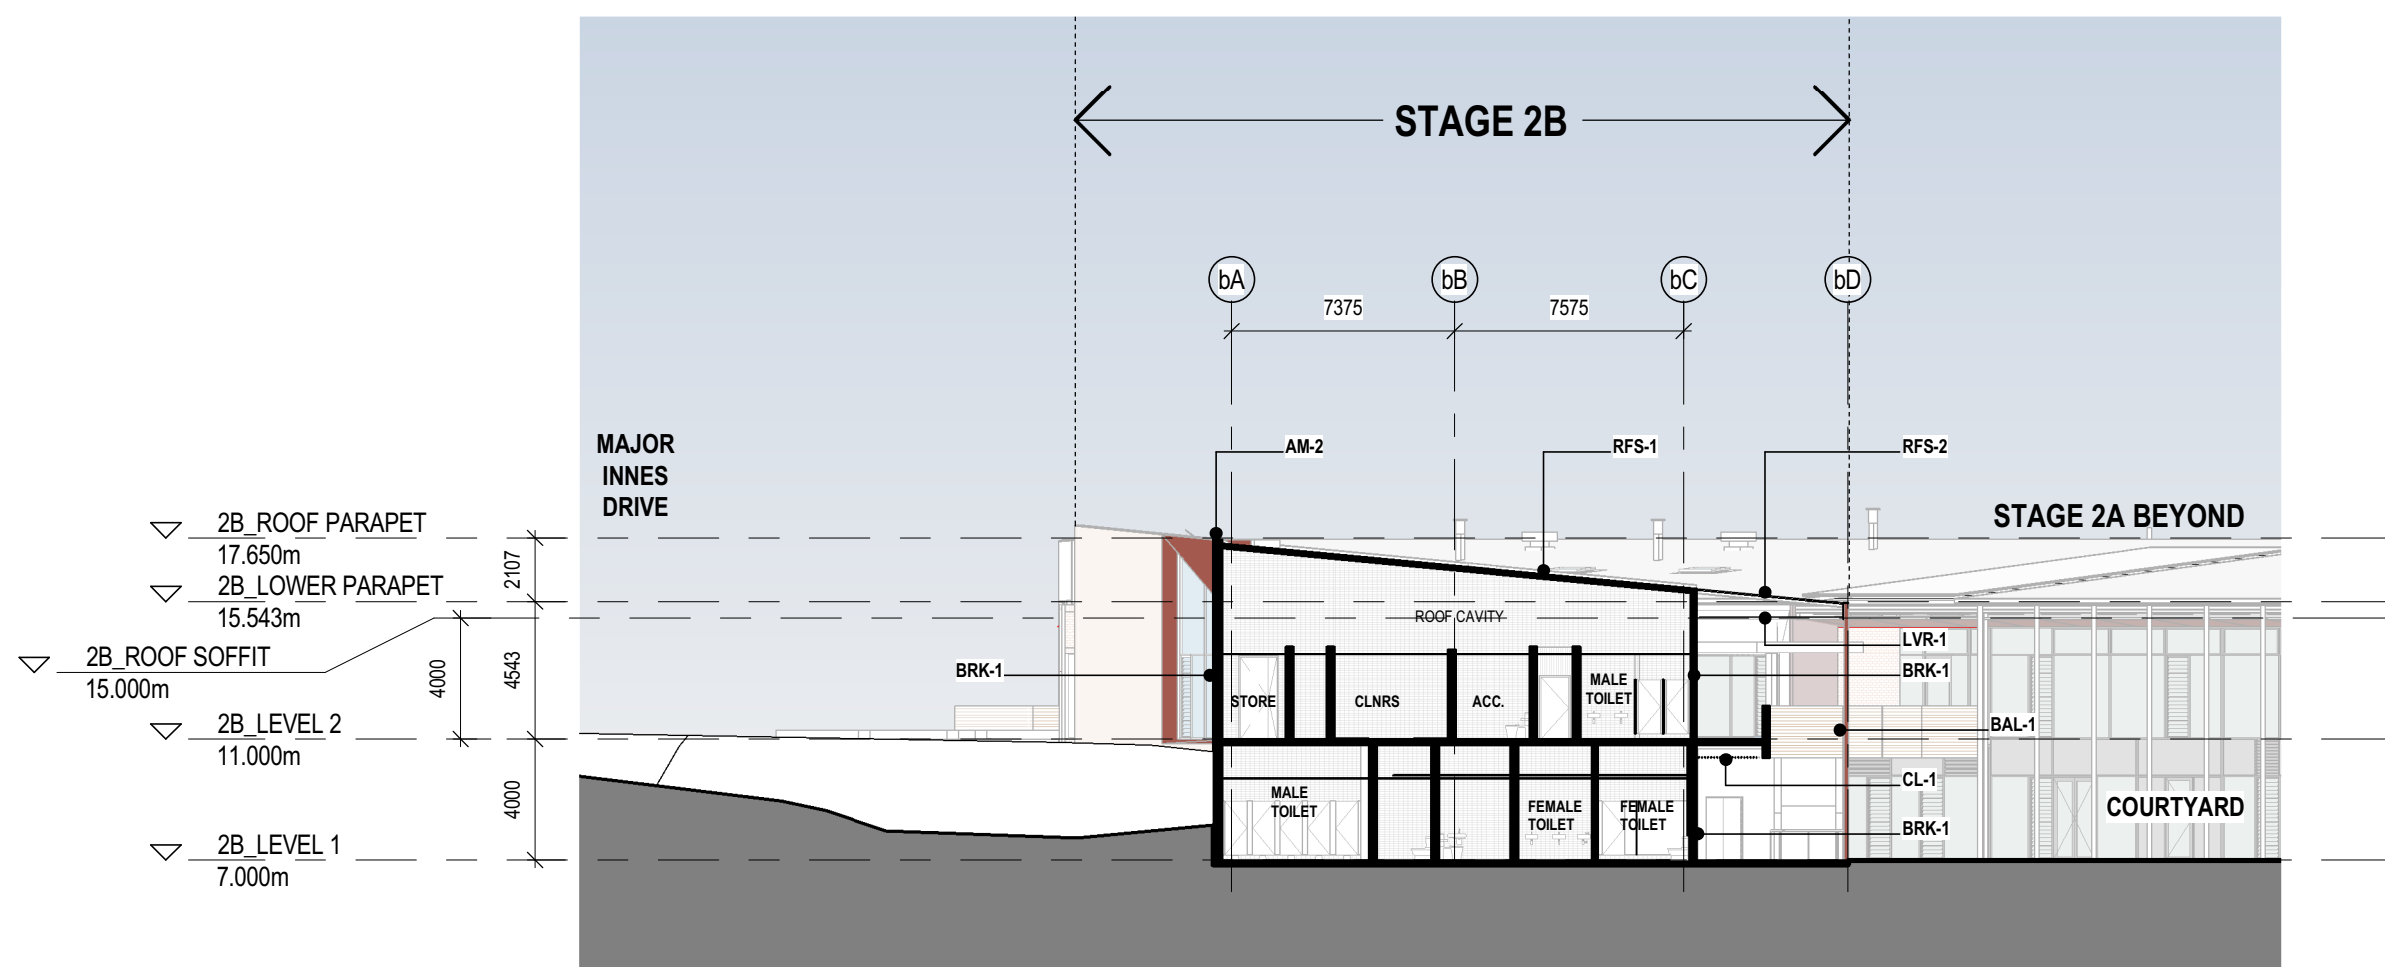 STAGE 2B
bA
bB
bC
bD
7375
7575
MAJOR
INNES
DRIVE
AM-2
RFS-1
RFS-2
STAGE 2A BEYOND
2B_ROOF PARAPET
17.650m
2107
2B_LOWER PARAPET
15.543m
ROOF CAVITY
LVR-1
2B_ROOF SOFFIT
15.000m
4000
4543
BRK-1
BRK-1
STORE
CLNRS
ACC.
MALE
TOILET
2B_LEVEL 2
11.000m
BAL-1
CL-1
4000
MALE
TOILET
FEMALE
TOILET
FEMALE
TOILET
COURTYARD
BRK-1
2B_LEVEL 1
7.000m